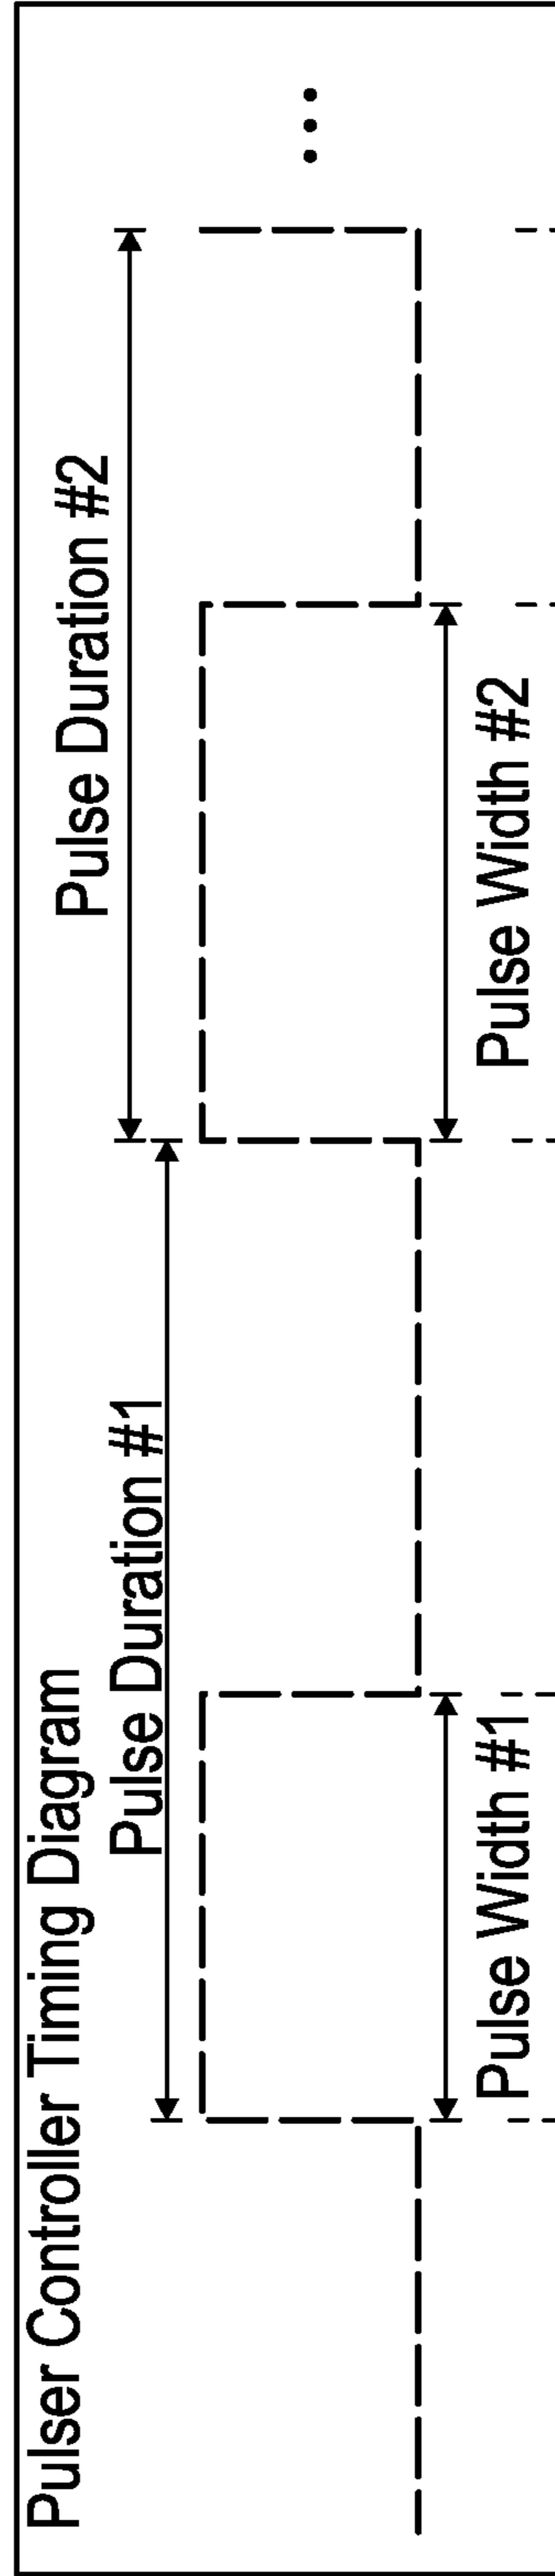 Pulser Controller Timing Diagram
Pulse Duration #1
Pulse Duration #2
Pulse Width #1
Pulse Width #2